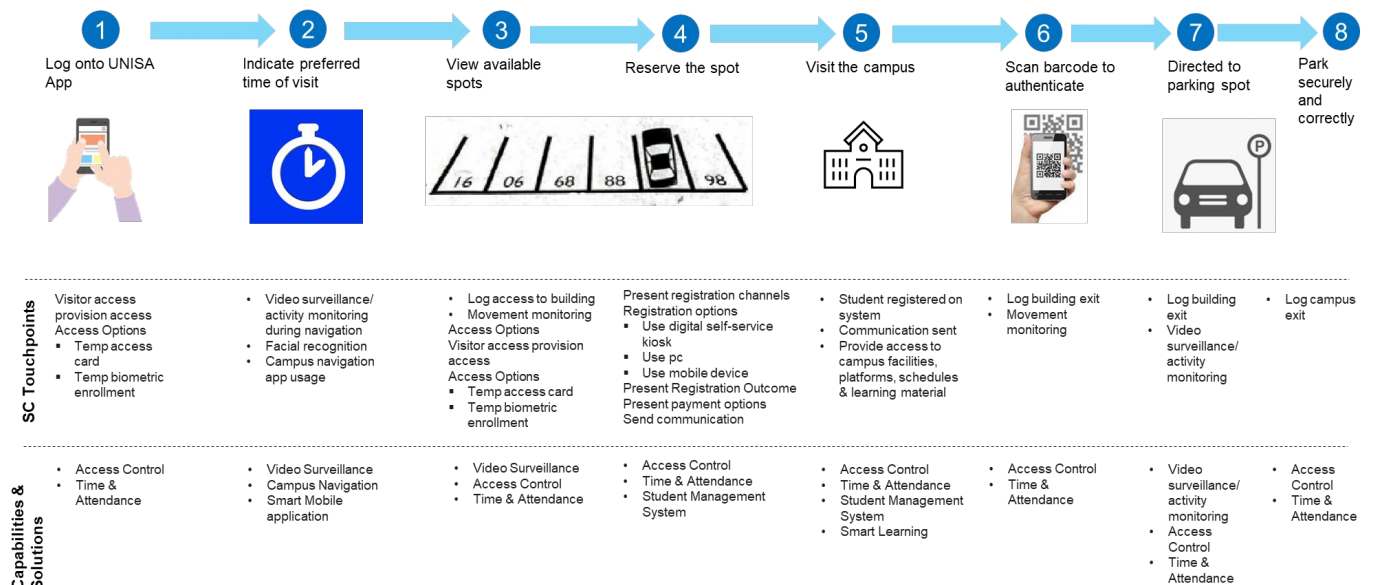 1
2
3
4
5
6
7
8
Log onto UNISA
App
Indicate preferred
time of visit
View available
spots
Reserve the spot
Visit the campus
Scan barcode to
authenticate
Directed to
parking spot
Park
securely
and
correctly
16 06 68 88 98
P
SC Touchpoints
Visitor access
provision access
Access Options
▪ Temp access
card
▪ Temp biometric
enrollment
• Video surveillance/
activity monitoring
during navigation
• Facial recognition
• Campus navigation
app usage
• Log access to building
• Movement monitoring
Access Options
Visitor access provision
access
Access Options
▪ Temp access card
▪ Temp biometric
enrollment
Present registration channels
Registration options
▪ Use digital self-service
kiosk
▪ Use pc
▪ Use mobile device
Present Registration Outcome
Present payment options
Send communication
• Student registered on
system
• Communication sent
• Provide access to
campus facilities,
platforms, schedules
& learning material
• Log building exit
• Movement
monitoring
• Log building
exit
• Video
surveillance/
activity
monitoring
• Log campus
exit
Capabilities &
Solutions
• Access Control
• Time &
Attendance
• Video Surveillance
• Campus Navigation
• Smart Mobile
application
• Video Surveillance
• Access Control
• Time & Attendance
• Access Control
• Time & Attendance
• Student Management
System
• Access Control
• Time & Attendance
• Student Management
System
• Smart Learning
• Access Control
• Time &
Attendance
• Video
surveillance/
activity
monitoring
• Access
Control
• Time &
Attendance
• Access
Control
• Time &
Attendance